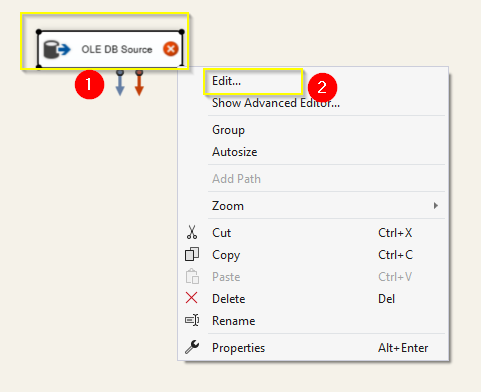 OLE DB Source
1
Edit...
2
Show Advanced Editor...
Group
Autosize
Add Path
Zoom
Cut Ctrl+X
Copy Ctrl+C
Paste Ctrl+V
Delete Del
Rename
Properties Alt+Enter